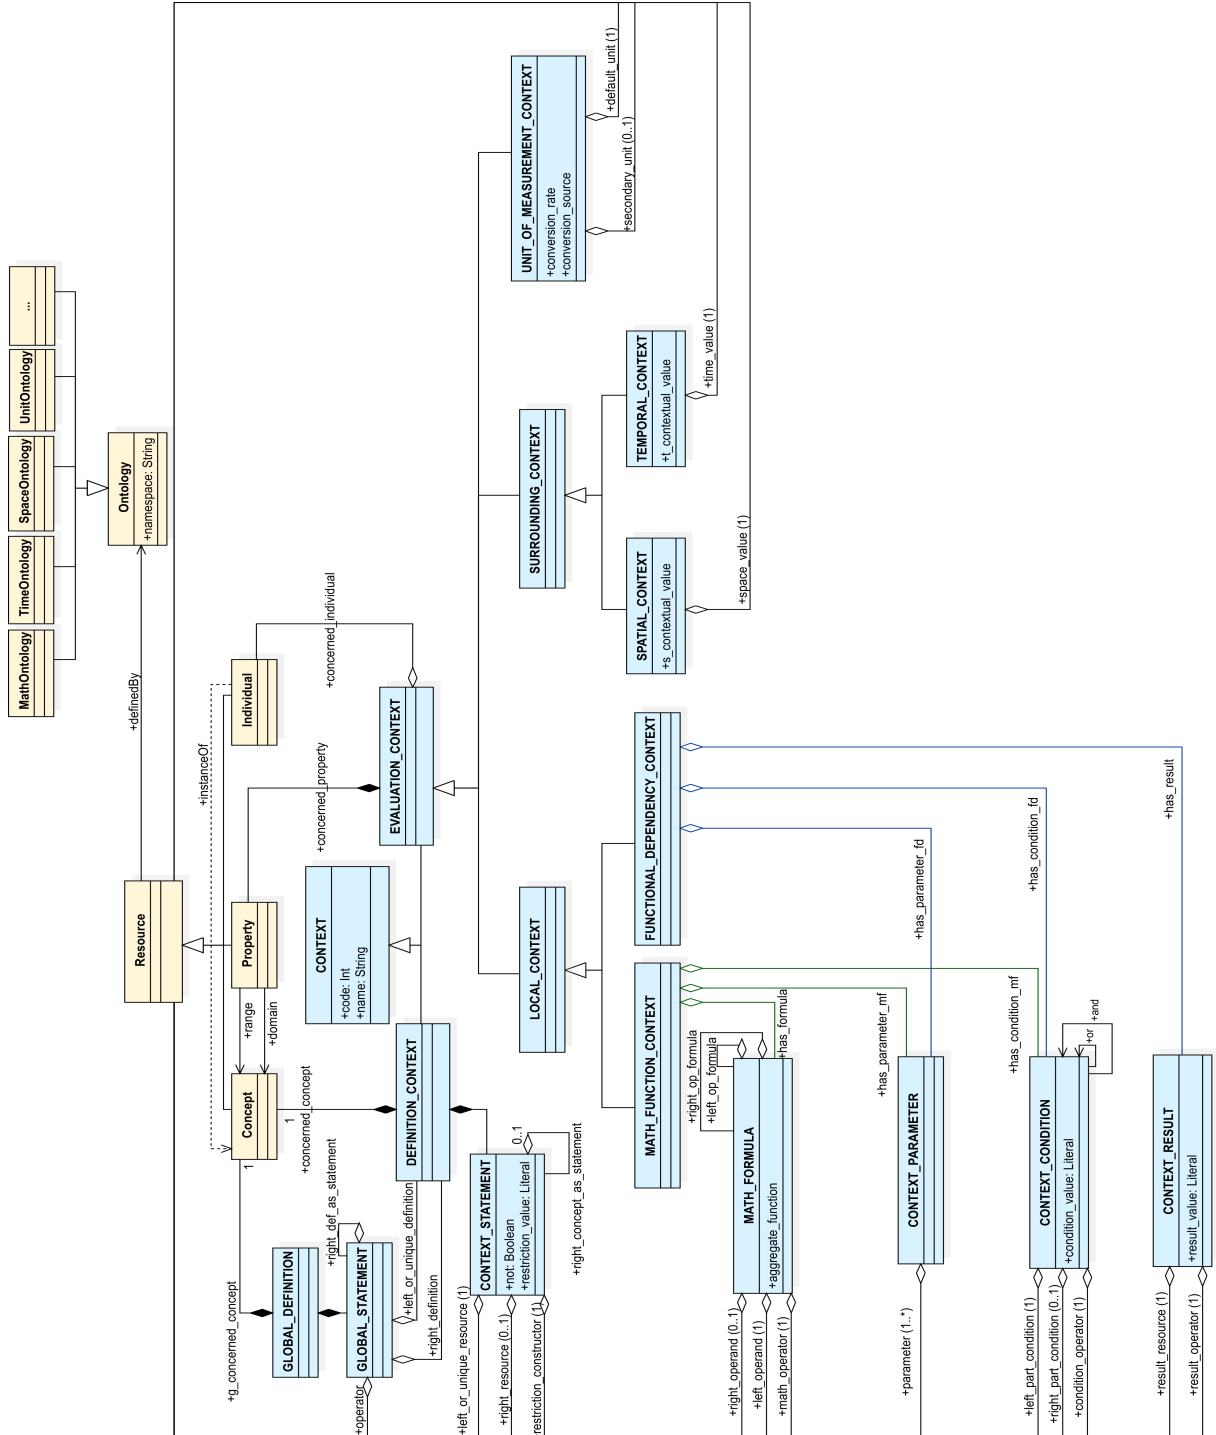 MathOntology
TimeOntology
SpaceOntology
UnitOntology
...
Ontology
+namespace: String
+definedBy
Resource
+instanceOf
Concept
Property
Individual
+range
+domain
1
1
+g_concerned_concept
+concerned_concept
+concerned_property
+concerned_individual
CONTEXT
+code: Int
+name: String
GLOBAL_DEFINITION
GLOBAL_STATEMENT
+right_def_as_statement
+operator
+left_or_unique_definition
+right_definition
DEFINITION_CONTEXT
EVALUATION_CONTEXT
CONTEXT_STATEMENT
+not: Boolean
+restriction_value: Literal
0..1
+right_concept_as_statement
+left_or_unique_resource (1)
+right_resource (0..1)
+restriction_constructor (1)
LOCAL_CONTEXT
SURROUNDING_CONTEXT
UNIT_OF_MEASUREMENT_CONTEXT
+conversion_rate
+conversion_source
+default_unit (1)
+secondary_unit (0..1)
SPATIAL_CONTEXT
+s_contextual_value
TEMPORAL_CONTEXT
+t_contextual_value
+time_value (1)
+space_value (1)
MATH_FUNCTION_CONTEXT
FUNCTIONAL_DEPENDENCY_CONTEXT
+right_op_formula
+left_op_formula
MATH_FORMULA
+aggregate_function
+has_formula
+right_operand (0..1)
+left_operand (1)
+math_operator (1)
+has_parameter_mf
+has_parameter_fd
CONTEXT_PARAMETER
+parameter (1..*)
+has_condition_mf
+has_condition_fd
CONTEXT_CONDITION
+condition_value: Literal
+or
+and
+left_part_condition (1)
+right_part_condition (0..1)
+condition_operator (1)
+has_result
CONTEXT_RESULT
+result_value: Literal
+result_resource (1)
+result_operator (1)